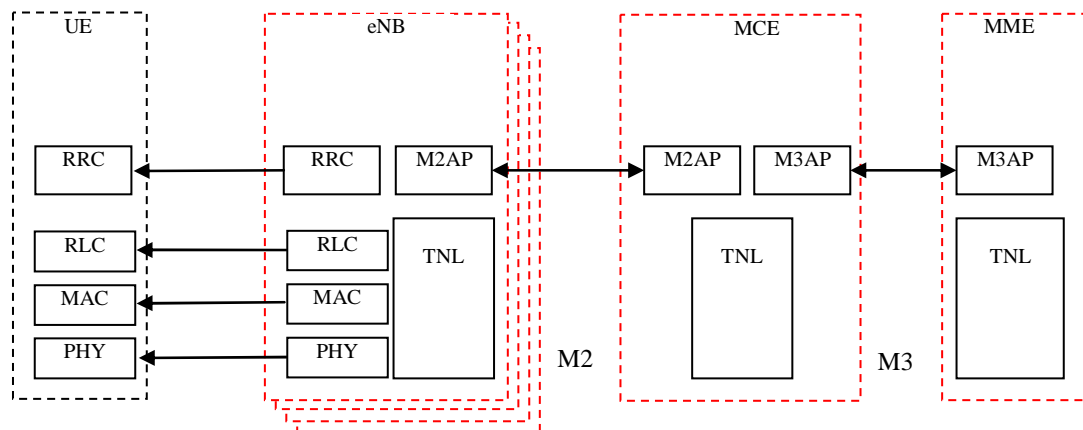 UE
eNB
MCE
MME
RRC
RRC
M2AP
M2AP
M3AP
M3AP
RLC
RLC
TNL
TNL
TNL
MAC
MAC
PHY
PHY
M2
M3